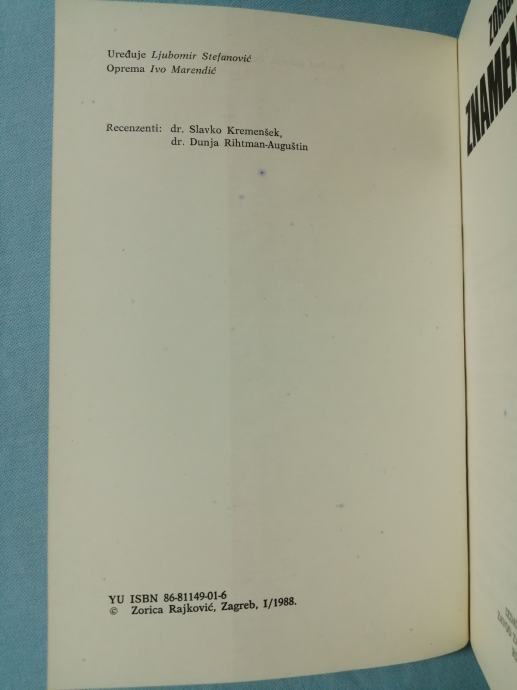 Uređuje Ljubomir Stefanović
Oprema Ivo Marendić
Recenzenti: dr. Slavko Kremenšek,
dr. Dunja Rihtman-Auguštin
YU ISBN 86-81149-01-6
© Zorica Rajković, Zagreb, I/1988.